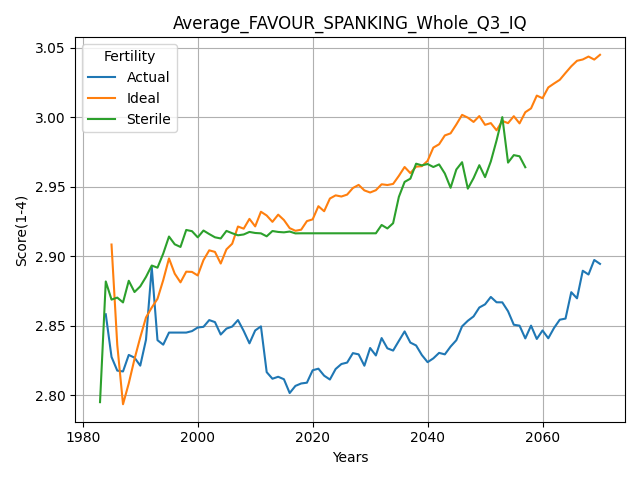 Average_FAVOUR_SPANKING_Whole_Q3_IQ
Fertility
Actual
Ideal
Sterile
Score(1-4)
3.05
3.00
2.95
2.90
2.85
2.80
1980
2000
2020
2040
2060
Years